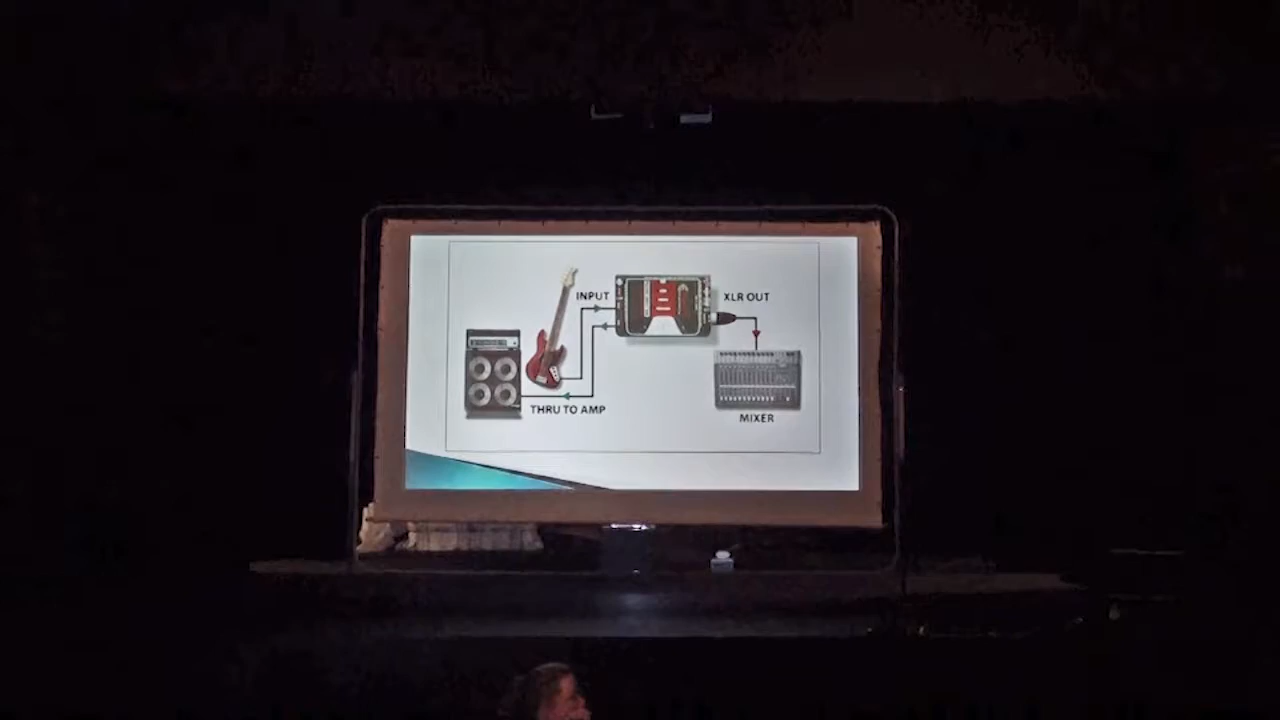 INPUT
XLR OUT
THRU TO AMP
MIXER